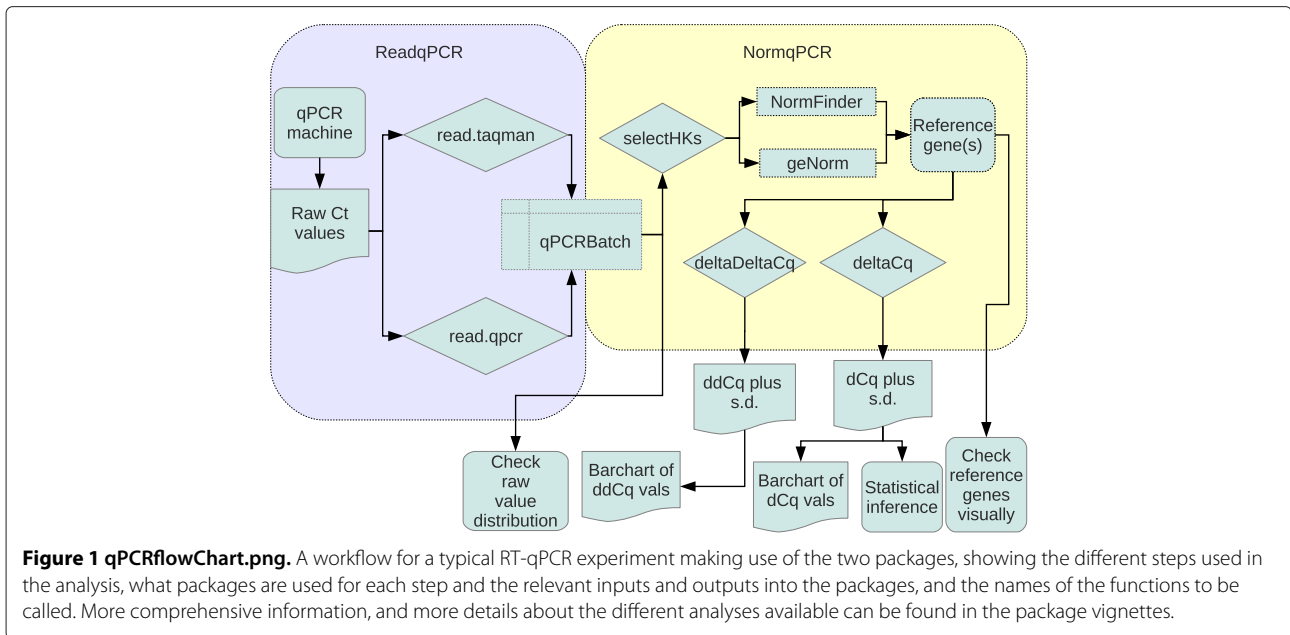 ReadqPCR
NormqPCR
qPCR
machine
Raw Ct
values
read.taqman
read.qpcr
qPCRBatch
selectHKs
NormFinder
geNorm
Reference
gene(s)
deltaDeltaCq
deltaCq
ddCq plus
s.d.
dCq plus
s.d.
Check
raw
value
distribution
Barchart of
ddCq vals
Barchart of
dCq vals
Statistical
inference
Check
reference
genes
visually
Figure 1 qPCRflowChart.png. A workflow for a typical RT-qPCR experiment making use of the two packages, showing the different steps used in
the analysis, what packages are used for each step and the relevant inputs and outputs into the packages, and the names of the functions to be
called. More comprehensive information, and more details about the different analyses available can be found in the package vignettes.